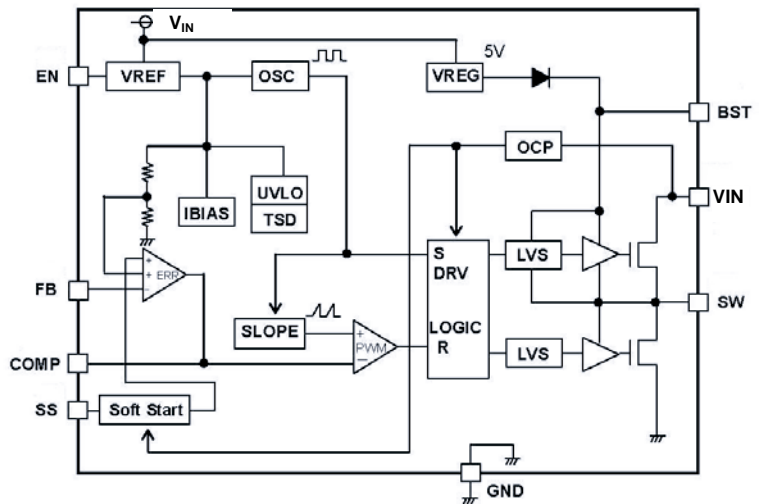 VIN
5V
EN
VREF
OSC
VREG
BST
OCP
UVLO
IBIAS
TSD
VIN
S
LVS
DRV
ERR
FB
SW
SLOPE
LOGIC
PWM
R
LVS
COMP
SS
Soft Start
GND